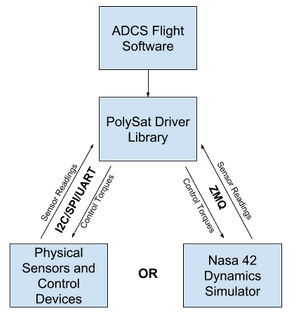 ADCS Flight
Software
PolySat Driver
Library
Sensor Readings
I2C/SPI/UART
Control Torques
Control Torques
ZMQ
Sensor Readings
Physical
Sensors and
Control
Devices
OR
Nasa 42
Dynamics
Simulator